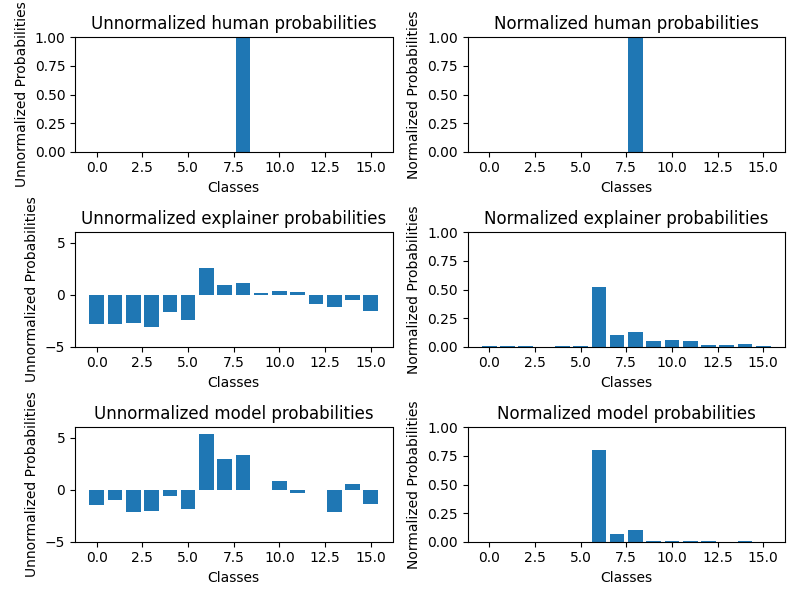 Unnormalized human probabilities
Unnormalized Probabilities
1.00
0.75
0.50
0.25
0.00
0.0 2.5 5.0 7.5 10.0 12.5 15.0
Classes
Normalized human probabilities
Normalized Probabilities
1.00
0.75
0.50
0.25
0.00
0.0 2.5 5.0 7.5 10.0 12.5 15.0
Classes
Unnormalized explainer probabilities
Unnormalized Probabilities
5
0
−5
0.0 2.5 5.0 7.5 10.0 12.5 15.0
Classes
Normalized explainer probabilities
Normalized Probabilities
1.00
0.75
0.50
0.25
0.00
0.0 2.5 5.0 7.5 10.0 12.5 15.0
Classes
Unnormalized model probabilities
Unnormalized Probabilities
5
0
−5
0.0 2.5 5.0 7.5 10.0 12.5 15.0
Classes
Normalized model probabilities
Normalized Probabilities
1.00
0.75
0.50
0.25
0.00
0.0 2.5 5.0 7.5 10.0 12.5 15.0
Classes